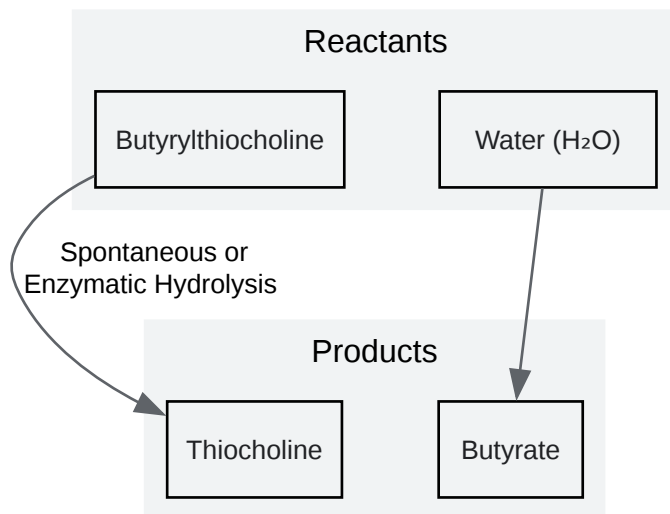 Reactants
Butyrylthiocholine
Water (H₂O)
Spontaneous or
Enzymatic Hydrolysis
Products
Thiocholine
Butyrate